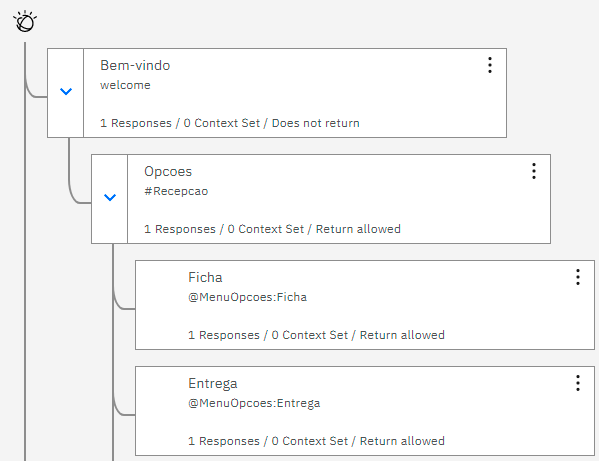 Bem-vindo
welcome
1 Responses / 0 Context Set / Does not return
Opcoes
#Recepcao
1 Responses / 0 Context Set / Return allowed
Ficha
@MenuOpcoes:Ficha
1 Responses / 0 Context Set / Return allowed
Entrega
@MenuOpcoes:Entrega
1 Responses / 0 Context Set / Return allowed